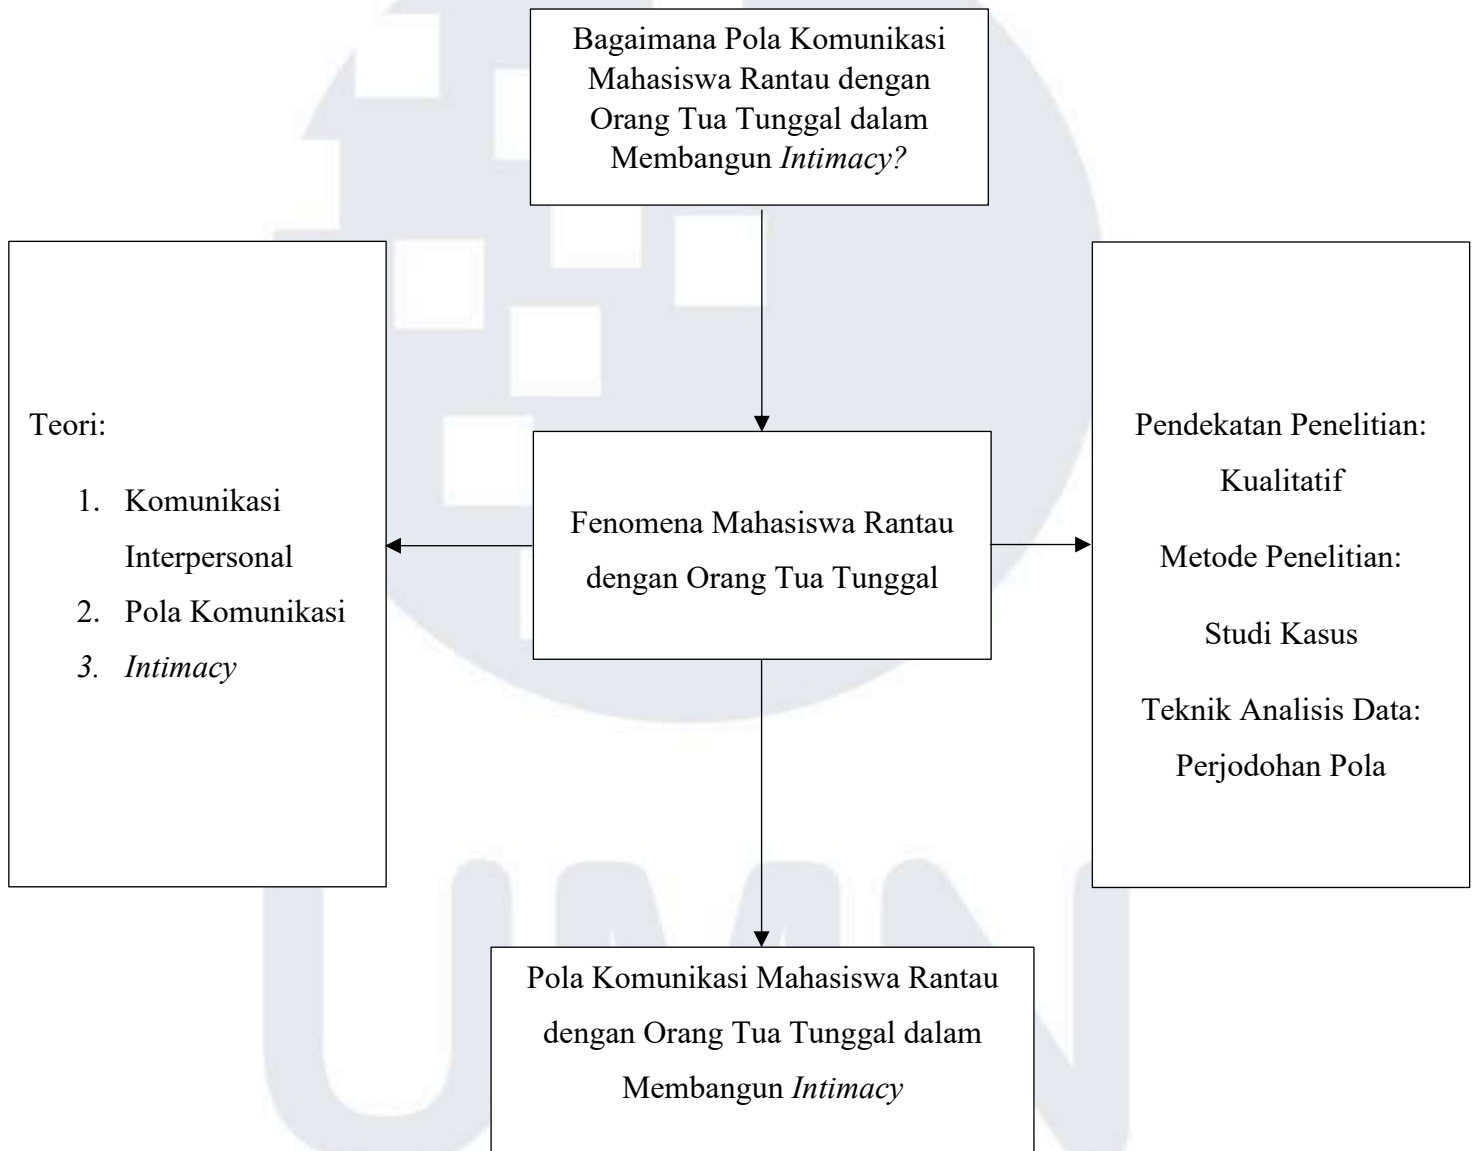 Bagaimana Pola Komunikasi
Mahasiswa Rantau dengan
Orang Tua Tunggal dalam
Membangun Intimacy?
Teori:
1. Komunikasi
Interpersonal
2. Pola Komunikasi
3. Intimacy
Fenomena Mahasiswa Rantau
dengan Orang Tua Tunggal
Pendekatan Penelitian:
Kualitatif
Metode Penelitian:
Studi Kasus
Teknik Analisis Data:
Perjodohan Pola
Pola Komunikasi Mahasiswa Rantau
dengan Orang Tua Tunggal dalam
Membangun Intimacy
UMN